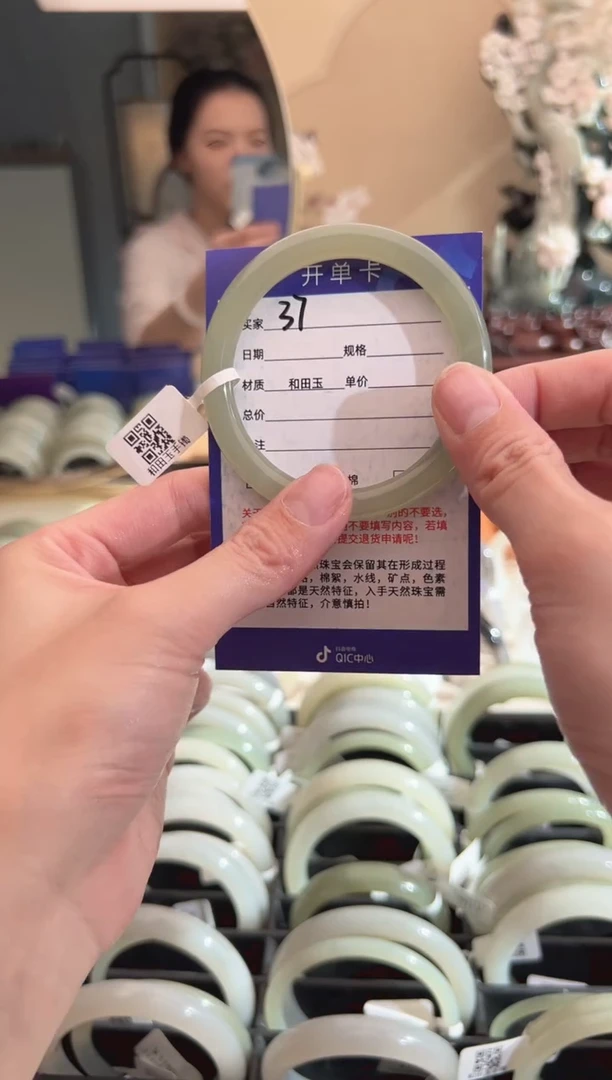 开单卡
买家 37
日期 规格
材质 和田玉 单价
总价
注
棉
的不要选,
不要填写内容,若填
提交退货申请呢!
珠宝会保留其在形成过程
,棉絮,水线,矿点,色素
都是天然特征,入手天然珠宝需
自然特征,介意慎拍!
QIC中心
和田玉手镯